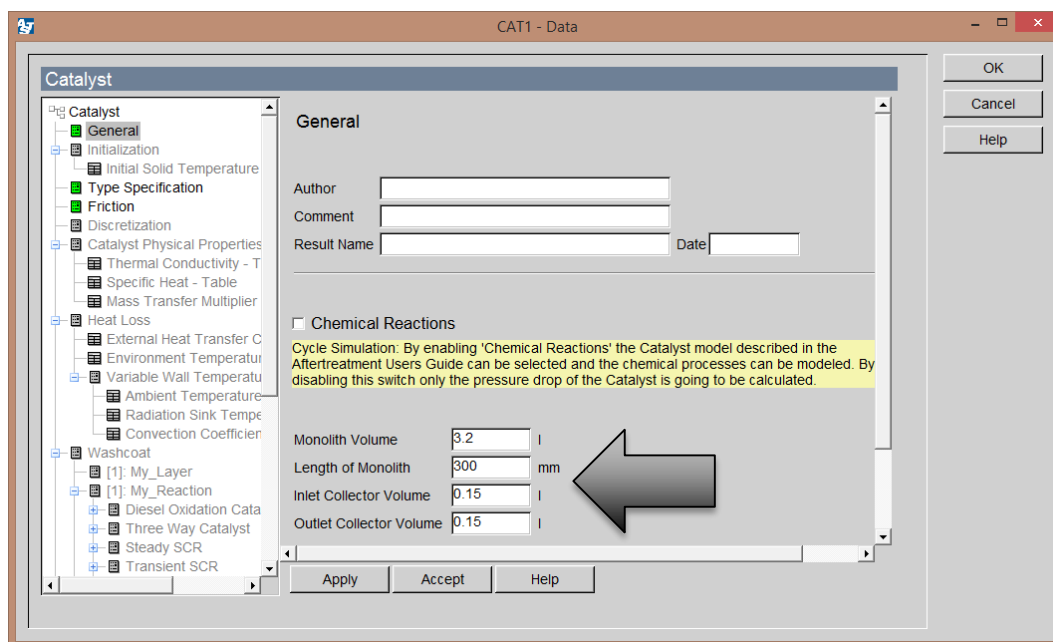 CAT1 - Data
OK
Cancel
Help
Catalyst
Catalyst
General
Initialization
Initial Solid Temperature
Type Specification
Friction
Discretization
Catalyst Physical Properties
Thermal Conductivity - T
Specific Heat - Table
Mass Transfer Multiplier
Heat Loss
External Heat Transfer C
Environment Temperatur
Variable Wall Temperatu
Ambient Temperature
Radiation Sink Tempe
Convection Coefficien
Washcoat
[1]: My_Layer
[1]: My_Reaction
Diesel Oxidation Cata
Three Way Catalyst
Steady SCR
Transient SCR
General
Author
Comment
Result Name Date
Chemical Reactions
Cycle Simulation: By enabling 'Chemical Reactions' the Catalyst model described in the
Aftertreatment Users Guide can be selected and the chemical processes can be modeled. By
disabling this switch only the pressure drop of the Catalyst is going to be calculated.
Monolith Volume 3.2 l
Length of Monolith 300 mm
Inlet Collector Volume 0.15 l
Outlet Collector Volume 0.15 l
Apply Accept Help